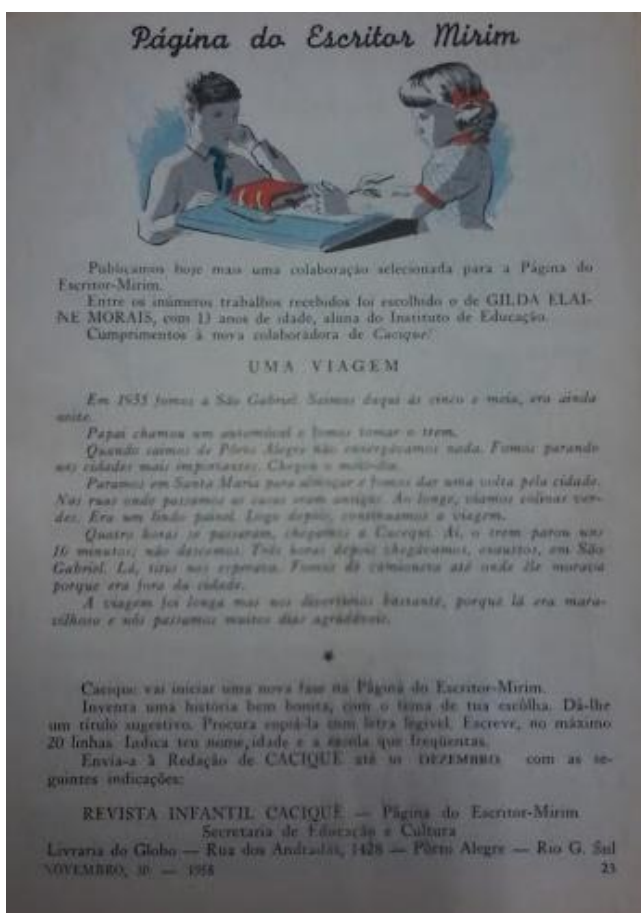 Página do Escritor Mirim
Publicamos hoje mais uma colaboração selecionada para a Página do
Escritor-Mirim.
Entre os inúmeros trabalhos recebidos foi escolhido o de GILDA ELAI-
NE MORAIS, com 13 anos de idade, aluna do Instituto de Educação.
Cumprimentos à nova colaboradora de Cacique!
UMA VIAGEM
Em 1955 fomos a São Gabriel. Saímos daqui às cinco e meia, era ainda
noite.
Papai chamou um automóvel e fomos tomar o trem.
Quando saímos de Pôrto Alegre não enxergávamos nada. Fomos parando
nas cidades mais importantes. Chegou o meio-dia.
Paramos em Santa Maria para almoçar e fomos dar uma volta pela cidade.
Nas ruas onde passamos as casas eram antigas. Ao longe, víamos colinas ver-
des. Era um lindo painel. Logo depois, continuamos a viagem.
Quatro horas se passaram, chegamos a Cacequi. Aí, o trem parou uns
16 minutos; não descemos. Três horas depois chegávamos, exaustos, em São
Gabriel. Lá, titio nos esperava. Fomos de camioneta até onde êle morava
porque era fora da cidade.
A viagem foi longa mas nos divertimos bastante, porque lá era mara-
vilhoso e nós passamos muitos dias agradáveis.
*
Cacique vai iniciar uma nova fase na Página do Escritor-Mirim.
Inventa uma história bem bonita, com o tema de tua escôlha. Dá-lhe
um título sugestivo. Procura copiá-la com letra legível. Escreve, no máximo
20 linhas. Indica teu nome, idade e a escola que freqüentas.
Envia-a à Redação de CACIQUE até 10 DEZEMBRO com as se-
guintes indicações:
REVISTA INFANTIL CACIQUE — Página do Escritor-Mirim
Secretaria de Educação e Cultura
Livraria do Globo — Rua dos Andradas, 1428 — Pôrto Alegre — Rio G. Sul
NOVEMBRO, 30 — 1958
23